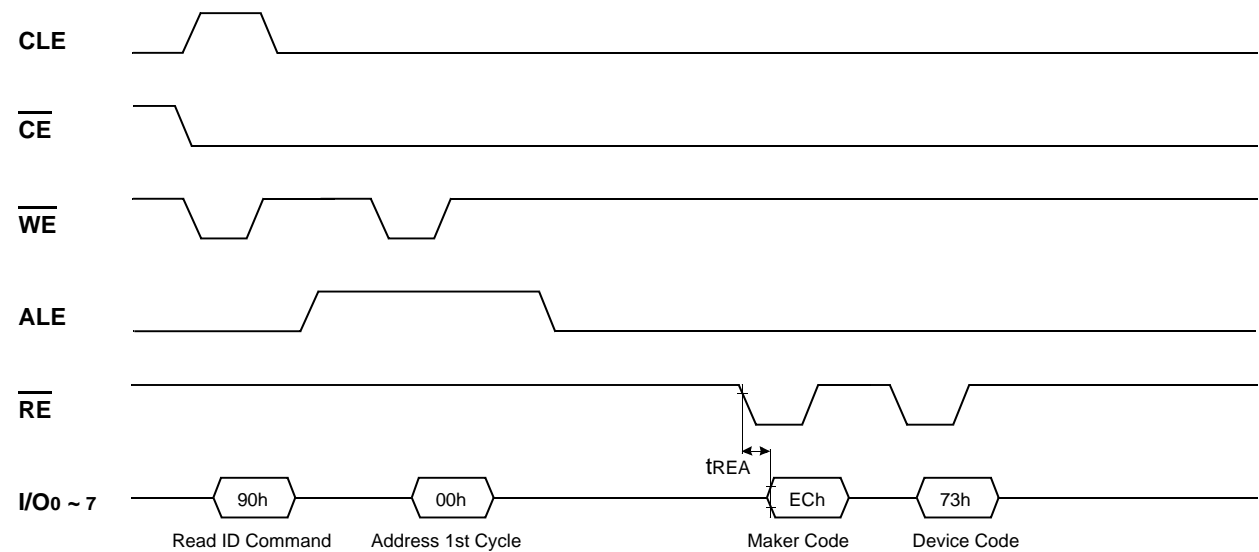 CLE
CE
WE
ALE
RE
tREA
I/O0 ~ 7 90h 00h ECh 73h
Read ID Command Address 1st Cycle Maker Code Device Code